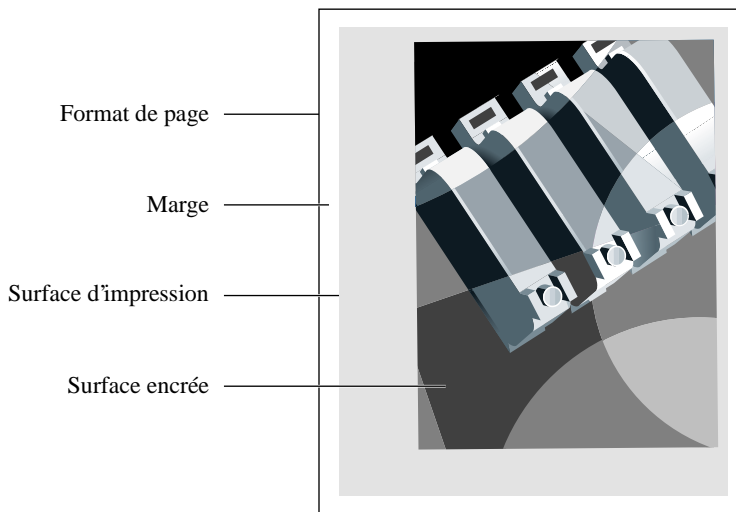 Format de page
Marge
Surface d'impression
Surface encrée